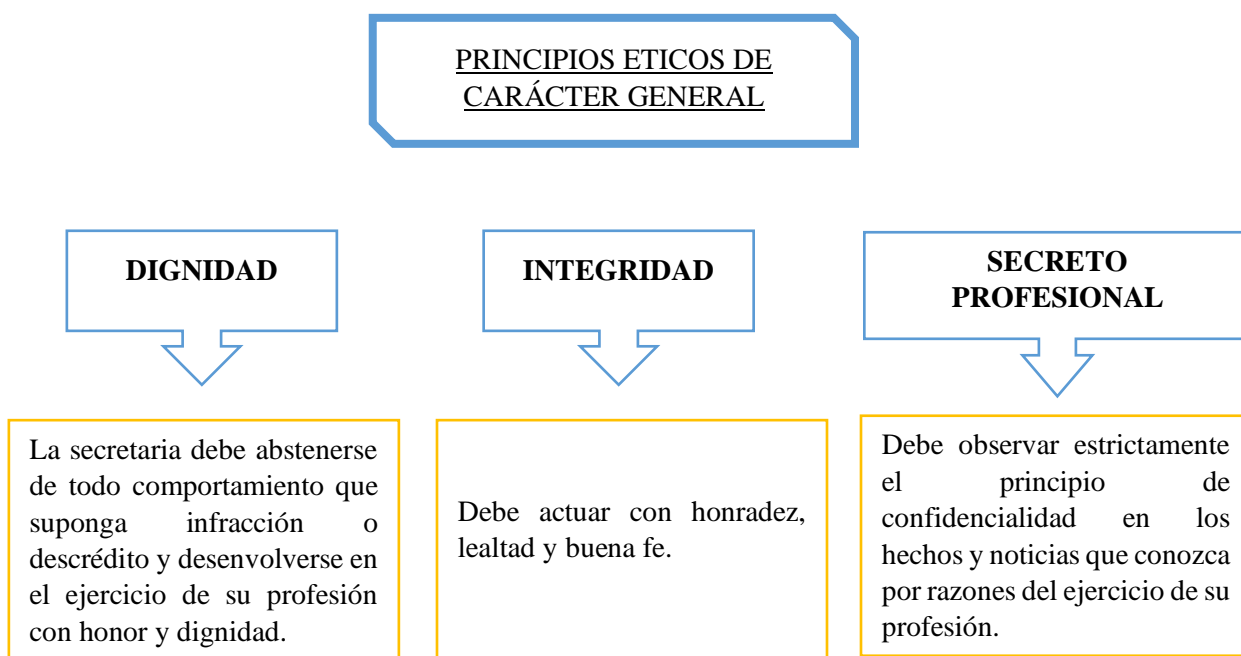 PRINCIPIOS ETICOS DE
CARÁCTER GENERAL
DIGNIDAD
La secretaria debe abstenerse
de todo comportamiento que
suponga infracción o
descrédito y desenvolverse en
el ejercicio de su profesión
con honor y dignidad.
INTEGRIDAD
Debe actuar con honradez,
lealtad y buena fe.
SECRETO
PROFESIONAL
Debe observar estrictamente
el principio de
confidencialidad en los
hechos y noticias que conozca
por razones del ejercicio de su
profesión.